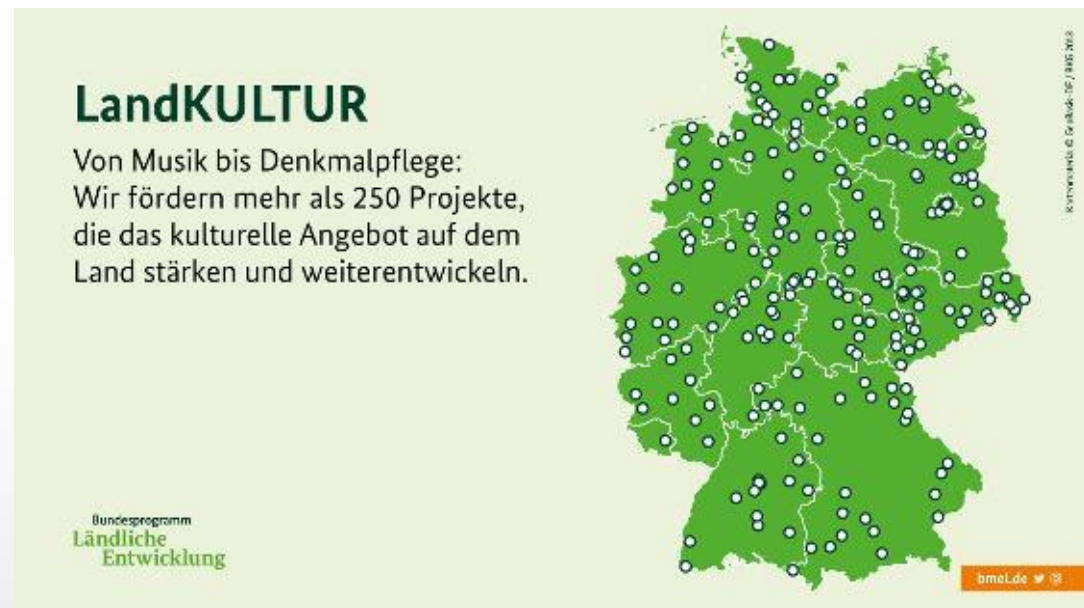 LandKULTUR
Von Musik bis Denkmalpflege:
Wir fördern mehr als 250 Projekte,
die das kulturelle Angebot auf dem
Land stärken und weiterentwickeln.
Bundesprogramm
Ländliche
Entwicklung
bmel.de